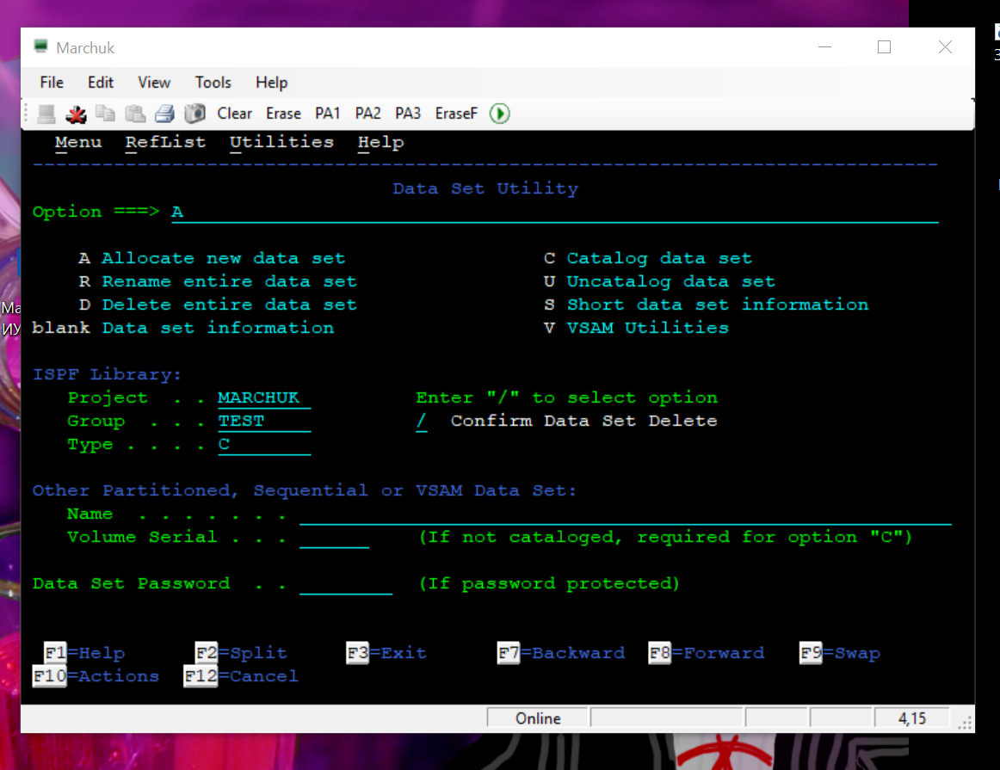 Marchuk
File Edit View Tools Help
Clear Erase PA1 PA2 PA3 EraseF
Menu RefList Utilities Help
Data Set Utility
Option ===> A
A Allocate new data set C Catalog data set
R Rename entire data set U Uncatalog data set
D Delete entire data set S Short data set information
blank Data set information V VSAM Utilities
ISPF Library:
Project . . MARCHUK Enter "/" to select option
Group . . . TEST / Confirm Data Set Delete
Type . . . . C
Other Partitioned, Sequential or VSAM Data Set:
Name . . . . . . .
Volume Serial . . . (If not cataloged, required for option "C")
Data Set Password . . (If password protected)
F1=Help F2=Split F3=Exit F7=Backward F8=Forward F9=Swap
F10=Actions F12=Cancel
Online 4,15